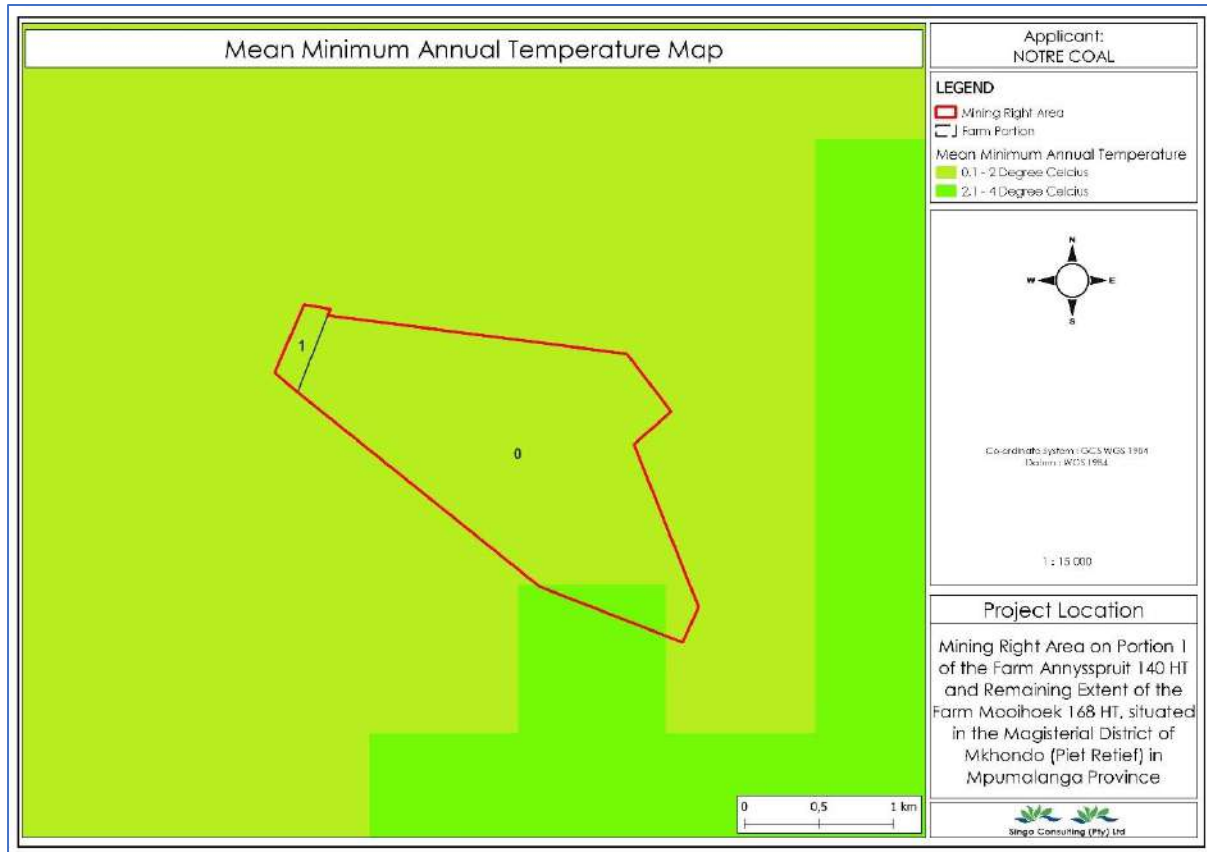 Mean Minimum Annual Temperature Map
Applicant:
NOTRE COAL
LEGEND
Mining Right Area
Farm Portion
Mean Minimum Annual Temperature
0.1 - 2 Degree Celcius
2.1 - 4 Degree Celcius
N
W
E
S
Co-ordinate System : GCS WGS 1984
Datum : WGS 1984
1 : 15 000
Project Location
Mining Right Area on Portion 1
of the Farm Annysspruit 140 HT
and Remaining Extent of the
Farm Mooihoek 168 HT, situated
in the Magisterial District of
Mkhondo (Piet Retief) in
Mpumalanga Province
Singo Consulting (Pty) Ltd
1
0
0 0,5 1 km